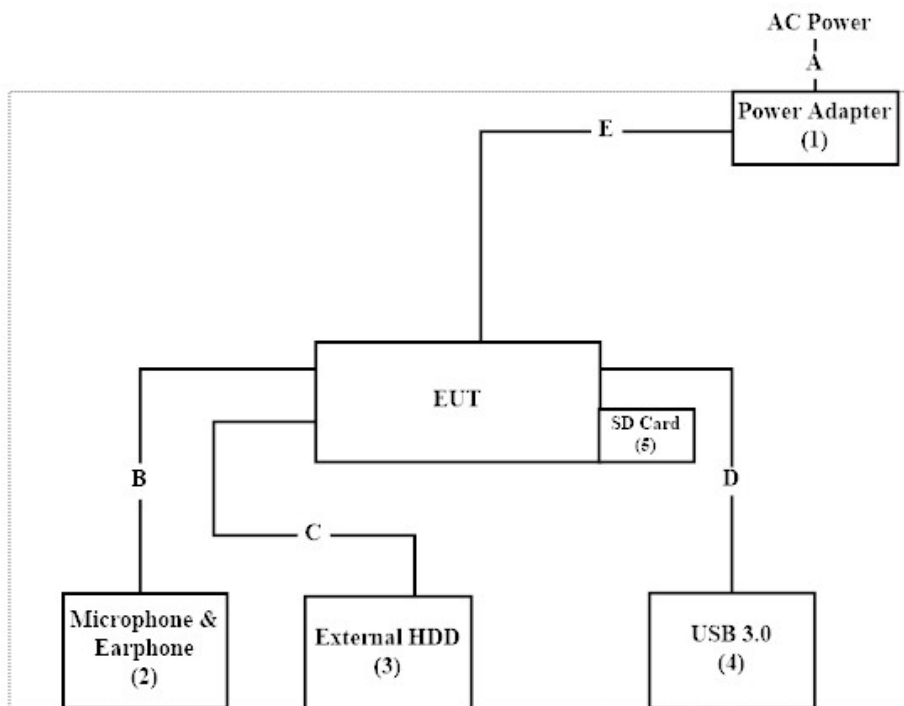 AC Power
A
Power Adapter
(1)
E
EUT
SD Card
(5)
B
D
C
Microphone &
Earphone
(2)
External HDD
(3)
USB 3.0
(4)